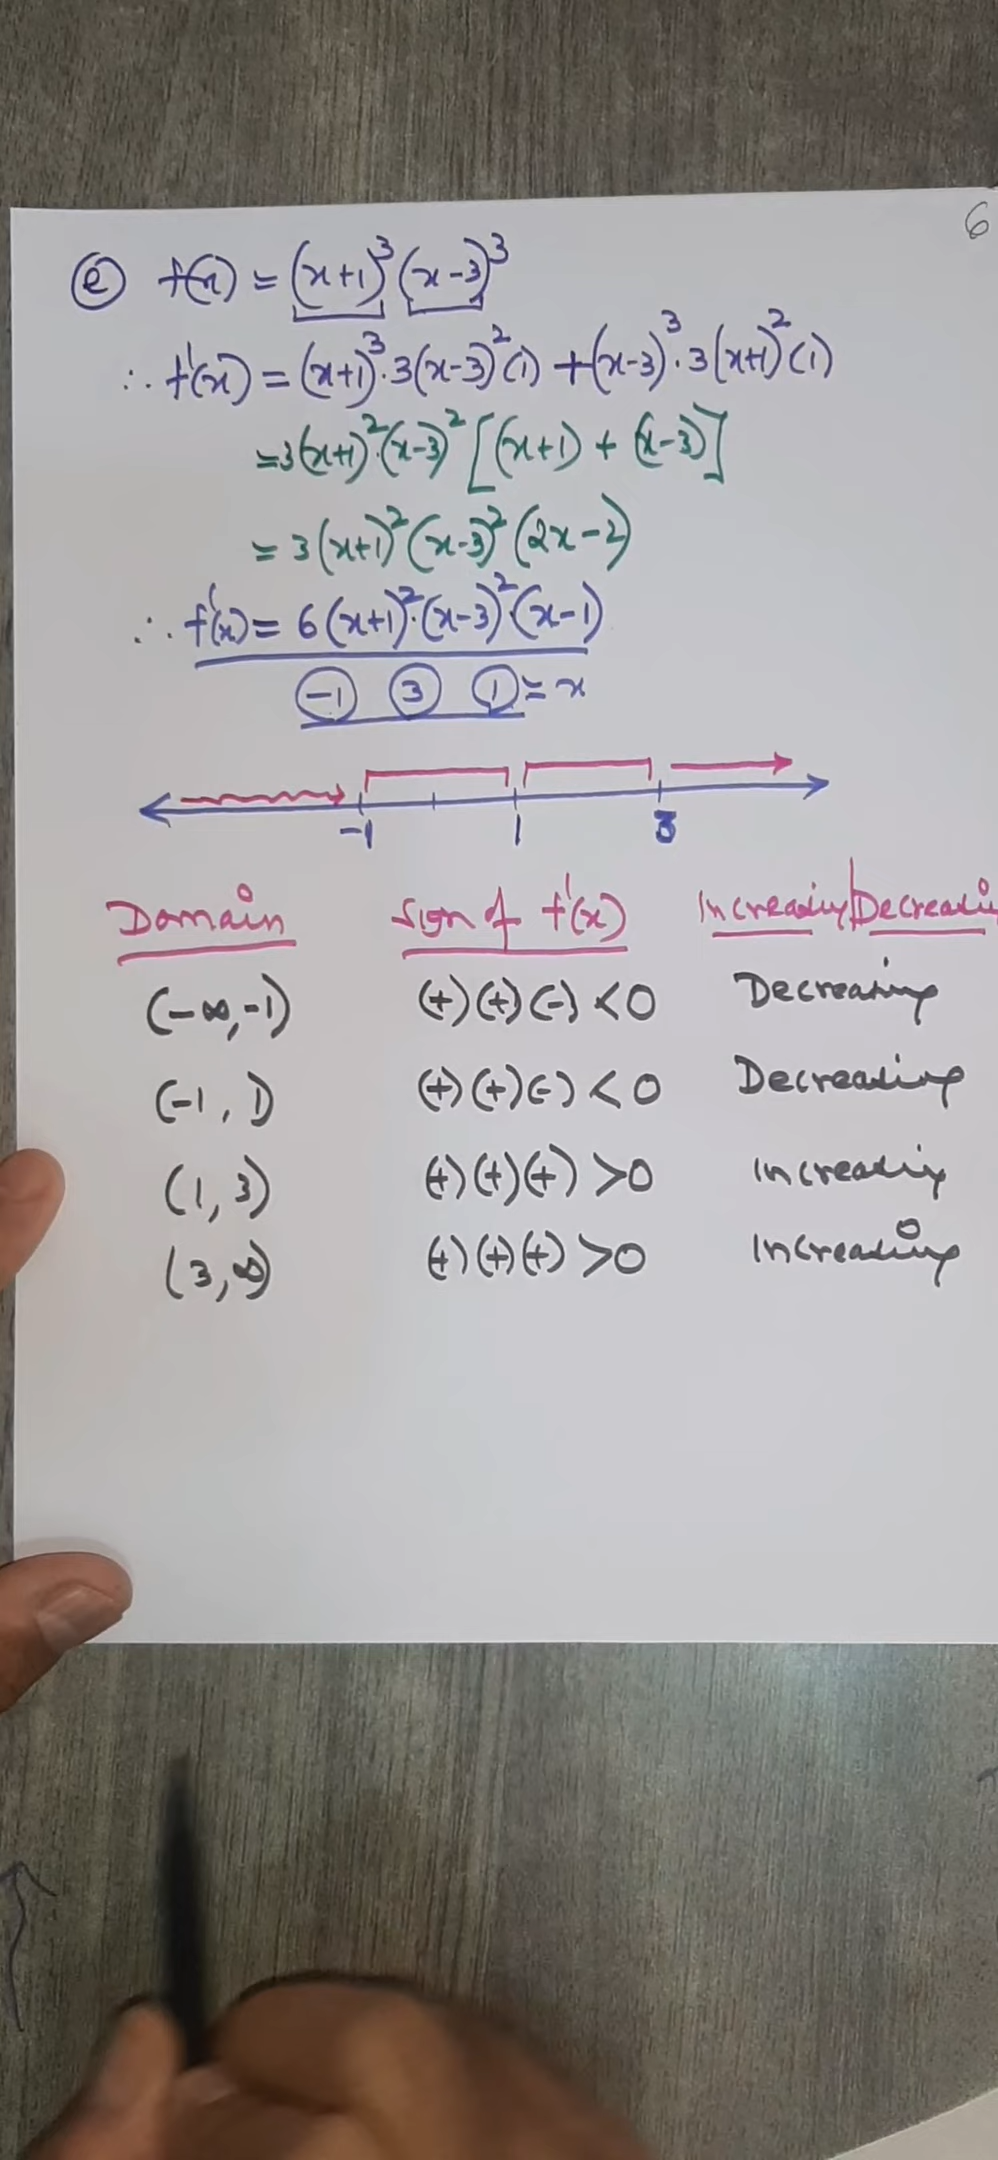 6
(e) f(x) = (x+1)³(x-3)³
∴ f'(x) = (x+1)³·3(x-3)²(1) + (x-3)³·3(x+1)²(1)
= 3(x+1)²·(x-3)² [(x+1) + (x-3)]
= 3(x+1)²(x-3)²(2x-2)
∴ f'(x) = 6(x+1)²·(x-3)²·(x-1)
-1 3 1 = x
-1 1 3
Domain Sign of f'(x) Increasing/Decreasin
(-∞,-1) (+)(+)(-) < 0 Decreasing
(-1, 1) (+)(+)(-) < 0 Decreasing
(1, 3) (+)(+)(+) > 0 Increasing
(3, ∞) (+)(+)(+) > 0 Increasing